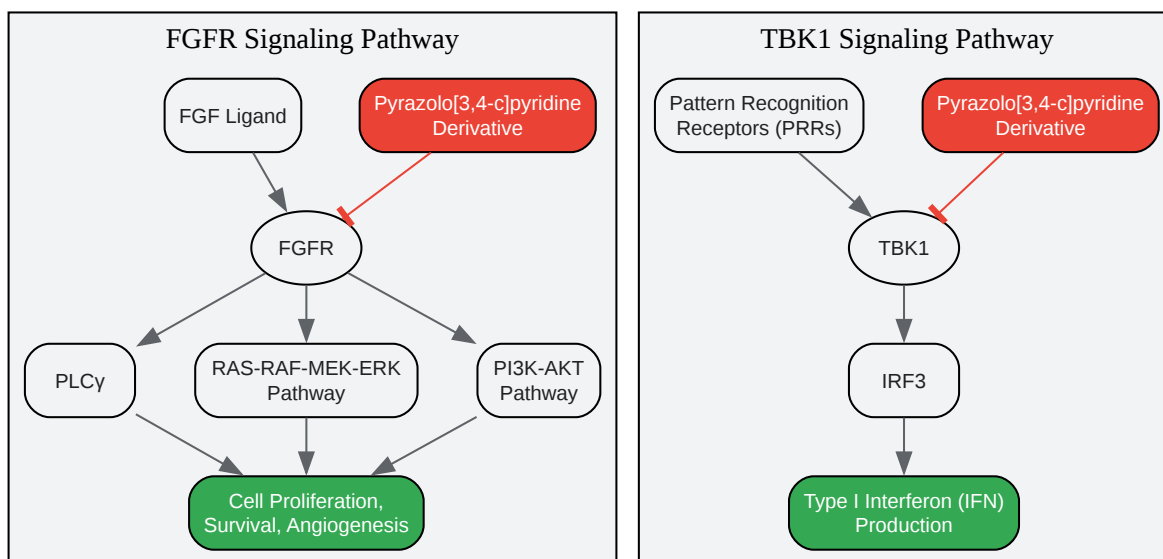 FGFR Signaling Pathway
FGF Ligand
Pyrazolo[3,4-c]pyridine
Derivative
FGFR
PLCγ
RAS-RAF-MEK-ERK
Pathway
PI3K-AKT
Pathway
Cell Proliferation,
Survival, Angiogenesis
TBK1 Signaling Pathway
Pattern Recognition
Receptors (PRRs)
Pyrazolo[3,4-c]pyridine
Derivative
TBK1
IRF3
Type I Interferon (IFN)
Production